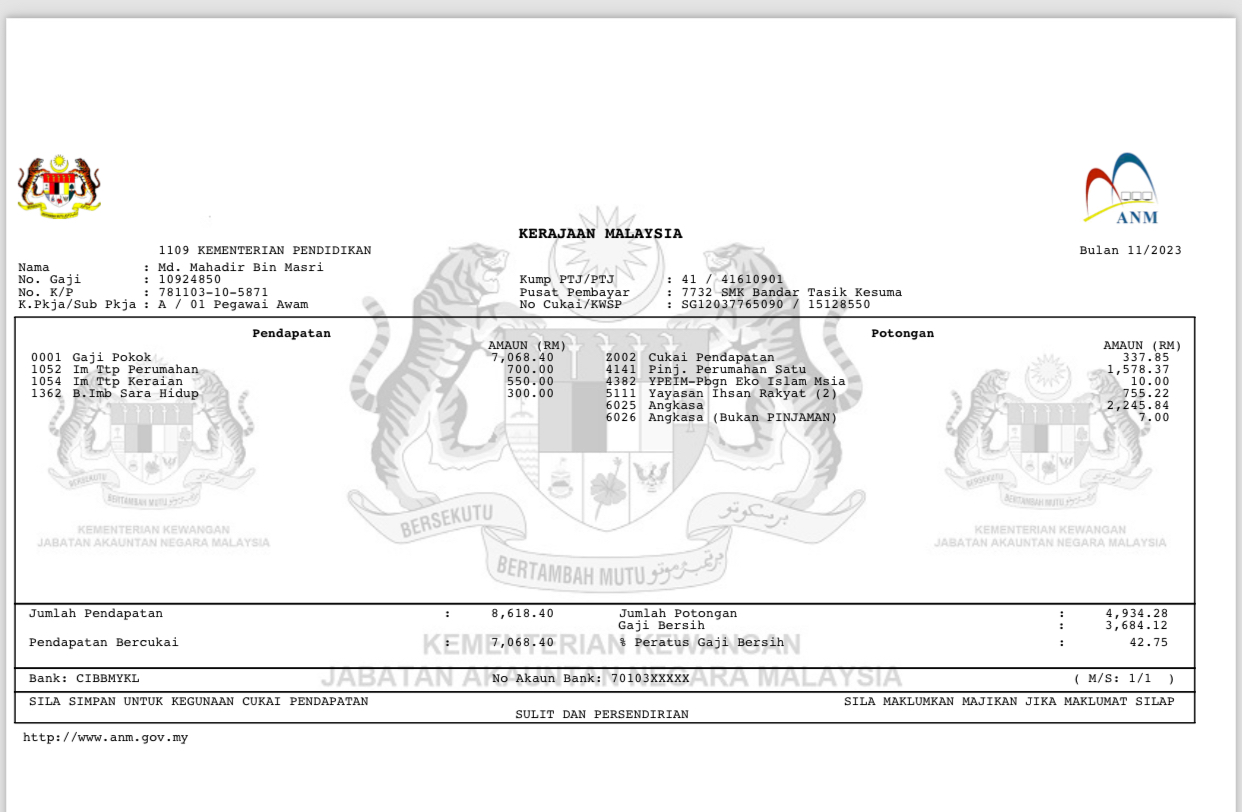 ANM
KERAJAAN MALAYSIA
1109 KEMENTERIAN PENDIDIKAN Bulan 11/2023
Nama : Md. Mahadir Bin Masri
No. Gaji : 10924850 Kump PTJ/PTJ : 41 / 41610901
No. K/P : 781103-10-5871 Pusat Pembayar : 7732 SMK Bandar Tasik Kesuma
K.Pkja/Sub Pkja : A / 01 Pegawai Awam No Cukai/KWSP : SG12037765090 / 15128550
Pendapatan Potongan
AMAUN (RM) AMAUN (RM)
0001 Gaji Pokok 7,068.40 Z002 Cukai Pendapatan 337.85
1052 Im Ttp Perumahan 700.00 4141 Pinj. Perumahan Satu 1,578.37
1054 Im Ttp Keraian 550.00 4382 YPEIM-Pbgn Eko Islam Msia 10.00
1362 B.Imb Sara Hidup 300.00 5111 Yayasan Ihsan Rakyat (2) 755.22
6025 Angkasa 2,245.84
6026 Angkasa (Bukan PINJAMAN) 7.00
BERSEKUTU برسكوتو
BERTAMBAH MUTU
KEMENTERIAN KEWANGAN KEMENTERIAN KEWANGAN
JABATAN AKAUNTAN NEGARA MALAYSIA JABATAN AKAUNTAN NEGARA MALAYSIA
Jumlah Pendapatan : 8,618.40 Jumlah Potongan : 4,934.28
Gaji Bersih : 3,684.12
Pendapatan Bercukai : 7,068.40 % Peratus Gaji Bersih : 42.75
KEMENTERIAN KEWANGAN
JABATAN AKAUNTAN NEGARA MALAYSIA
Bank: CIBBMYKL No Akaun Bank: 70103XXXXX ( M/S: 1/1 )
SILA SIMPAN UNTUK KEGUNAAN CUKAI PENDAPATAN SILA MAKLUMKAN MAJIKAN JIKA MAKLUMAT SILAP
SULIT DAN PERSENDIRIAN
http://www.anm.gov.my